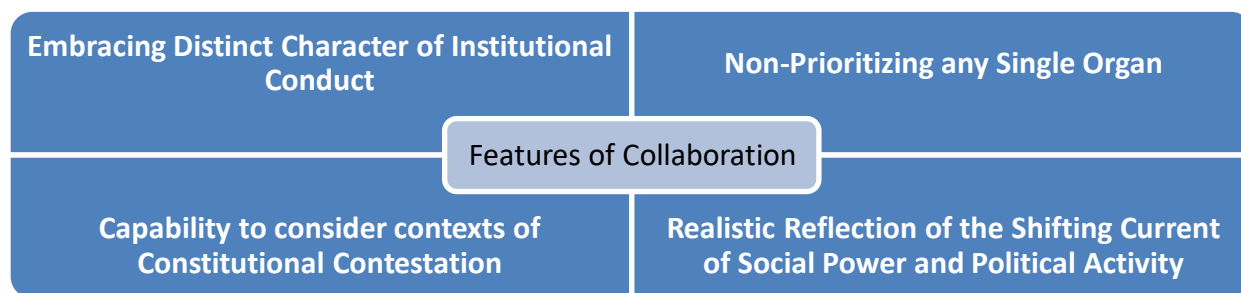 Embracing Distinct Character of Institutional
Conduct
Non-Prioritizing any Single Organ
Features of Collaboration
Capability to consider contexts of
Constitutional Contestation
Realistic Reflection of the Shifting Current
of Social Power and Political Activity